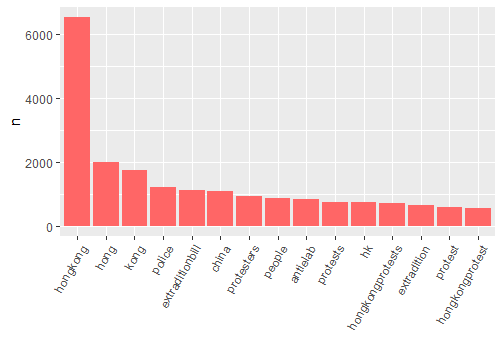 6000
4000
2000
0
n
hongkong
hong
kong
police
extraditionbill
china
protesters
people
antielab
protests
hk
hongkongprotests
extradition
protest
hongkongprotest